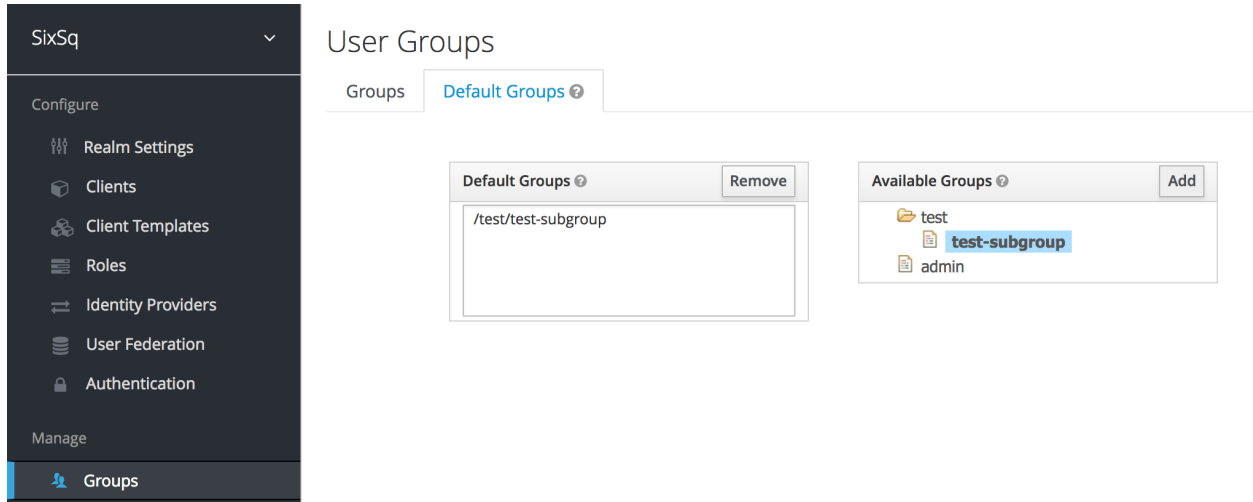 SixSq
Configure
Realm Settings
Clients
Client Templates
Roles
Identity Providers
User Federation
Authentication
Manage
Groups
User Groups
Groups
Default Groups
Default Groups
Remove
/test/test-subgroup
Available Groups
Add
test
test-subgroup
admin